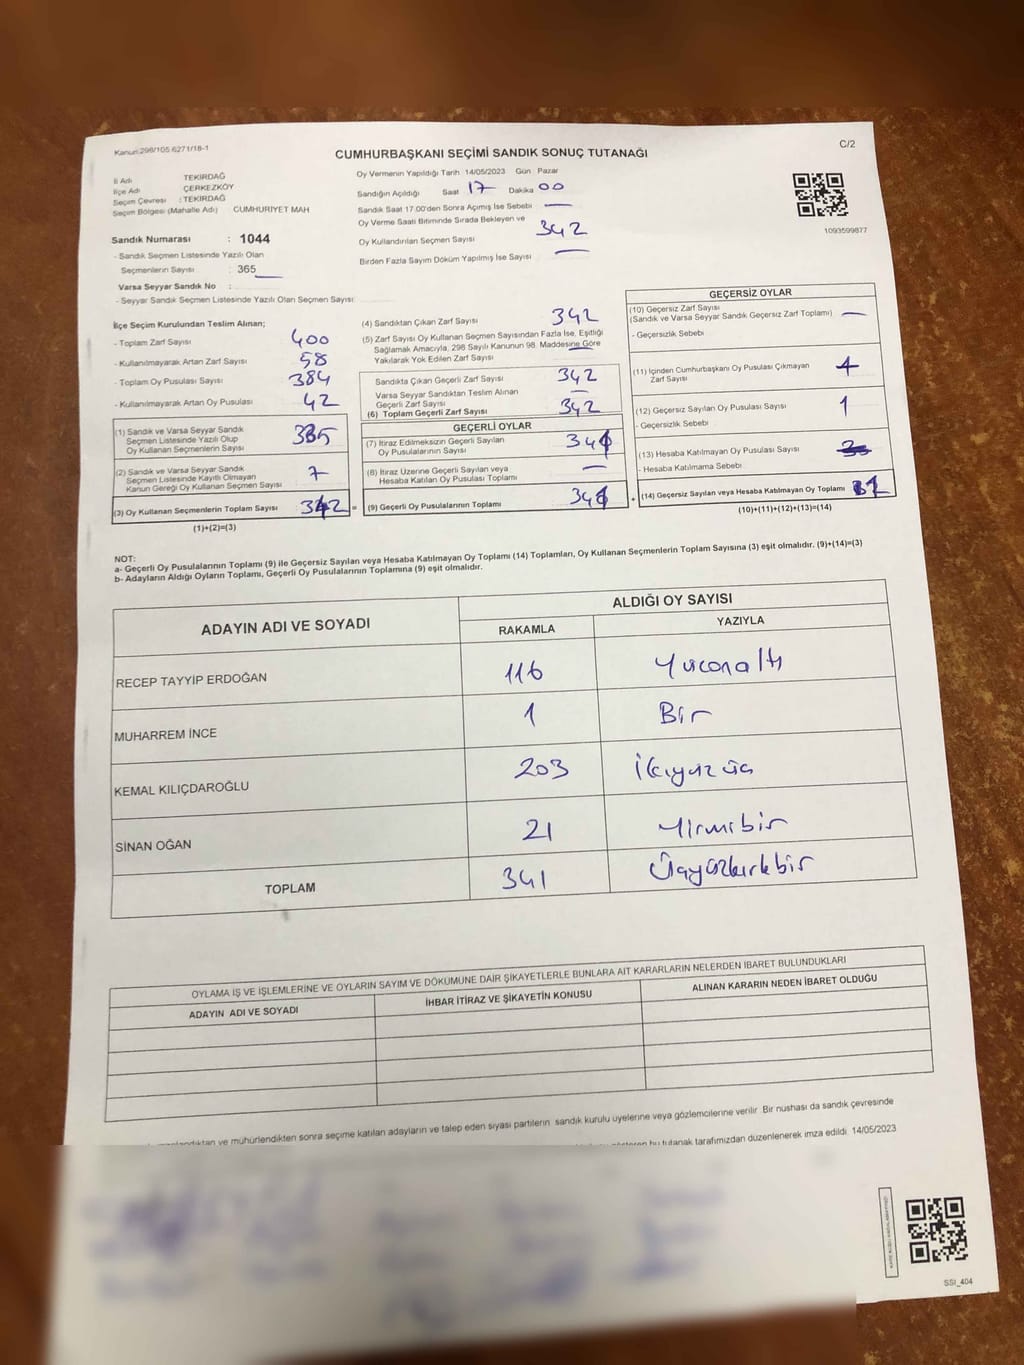 Kanun:298/105 6271/18-1
C/2
CUMHURBAŞKANI SEÇİMİ SANDIK SONUÇ TUTANAĞI
İl Adı TEKİRDAĞ
İlçe Adı ÇERKEZKÖY
Seçim Çevresi : TEKİRDAĞ
Seçim Bölgesi (Mahalle Adı) CUMHURİYET MAH
Sandık Numarası : 1044
- Sandık Seçmen Listesinde Yazılı Olan
Seçmenlerin Sayısı : 365
Varsa Seyyar Sandık No :
- Seyyar Sandık Seçmen Listesinde Yazılı Olan Seçmen Sayısı
Oy Vermenin Yapıldığı Tarih 14/05/2023 Gün Pazar
Sandığın Açıldığı Saat 17 Dakika 00
Sandık Saat 17.00'den Sonra Açımış İse Sebebi —
Oy Verme Saati Bitiminde Sırada Bekleyen ve
Oy Kullandırılan Seçmen Sayısı 342
Birden Fazla Sayım Döküm Yapılmış İse Sayısı —
1093599877
İlçe Seçim Kurulundan Teslim Alınan;
- Toplam Zarf Sayısı 400
- Kullanılmayarak Artan Zarf Sayısı 58
- Toplam Oy Pusulası Sayısı 384
- Kullanılmayarak Artan Oy Pusulası 42
(1) Sandık ve Varsa Seyyar Sandık
Seçmen Listesinde Yazılı Olup
Oy Kullanan Seçmenlerin Sayısı 335
(2) Sandık ve Varsa Seyyar Sandık
Seçmen Listesinde Kayıtlı Olmayan
Kanun Gereği Oy Kullanan Seçmen Sayısı 7
(3) Oy Kullanan Seçmenlerin Toplam Sayısı : 342 =
(1)+(2)=(3)
(4) Sandıktan Çıkan Zarf Sayısı 342
(5) Zarf Sayısı Oy Kullanan Seçmen Sayısından Fazla İse, Eşitliği
Sağlamak Amacıyla, 298 Sayılı Kanunun 98. Maddesine Göre
Yakılarak Yok Edilen Zarf Sayısı —
Sandıkta Çıkan Geçerli Zarf Sayısı 342
Varsa Seyyar Sandıktan Teslim Alınan
Geçerli Zarf Sayısı —
(6) Toplam Geçerli Zarf Sayısı 342
GEÇERLİ OYLAR
(7) İtiraz Edilmeksizin Geçerli Sayılan
Oy Pusulalarının Sayısı 341
(8) İtiraz Üzerine Geçerli Sayılan veya
Hesaba Katılan Oy Pusulası Toplamı —
(9) Geçerli Oy Pusulalarının Toplamı 341 +
GEÇERSİZ OYLAR
(10) Geçersiz Zarf Sayısı
(Sandık ve Varsa Seyyar Sandık Geçersiz Zarf Toplamı) —
- Geçersizlik Sebebi
(11) İçinden Cumhurbaşkanı Oy Pusulası Çıkmayan
Zarf Sayısı
(12) Geçersiz Sayılan Oy Pusulası Sayısı 1
- Geçersizlik Sebebi
(13) Hesaba Katılmayan Oy Pusulası Sayısı
- Hesaba Katılmama Sebebi
(14) Geçersiz Sayılan veya Hesaba Katılmayan Oy Toplamı
(10)+(11)+(12)+(13)=(14)
NOT:
a- Geçerli Oy Pusulalarının Toplamı (9) ile Geçersiz Sayılan veya Hesaba Katılmayan Oy Toplamı (14) Toplamları, Oy Kullanan Seçmenlerin Toplam Sayısına (3) eşit olmalıdır. (9)+(14)=(3)
b- Adayların Aldığı Oyların Toplamı, Geçerli Oy Pusulalarının Toplamına (9) eşit olmalıdır.
ADAYIN ADI VE SOYADI
ALDIĞI OY SAYISI
RAKAMLA YAZIYLA
RECEP TAYYİP ERDOĞAN 116 Yüzonaltı
MUHARREM İNCE 1 Bir
KEMAL KILIÇDAROĞLU 203 İkiyüzüç
SİNAN OĞAN 21 Yirmibir
TOPLAM 341 Üçyüzkırkbir
OYLAMA İŞ VE İŞLEMLERİNE VE OYLARIN SAYIM VE DÖKÜMÜNE DAİR ŞİKAYETLERLE BUNLARA AİT KARARLARIN NELERDEN İBARET BULUNDUKLARI
ADAYIN ADI VE SOYADI İHBAR İTİRAZ VE ŞİKAYETİN KONUSU ALINAN KARARIN NEDEN İBARET OLDUĞU
ve mühürlendikten sonra seçime katılan adayların ve talep eden siyasi partilerin sandık kurulu üyelerine veya gözlemcilerine verilir. Bir nüshası da sandık çevresinde
bu tutanak tarafımızdan düzenlenerek imza edildi. 14/05/2023
SSİ_404